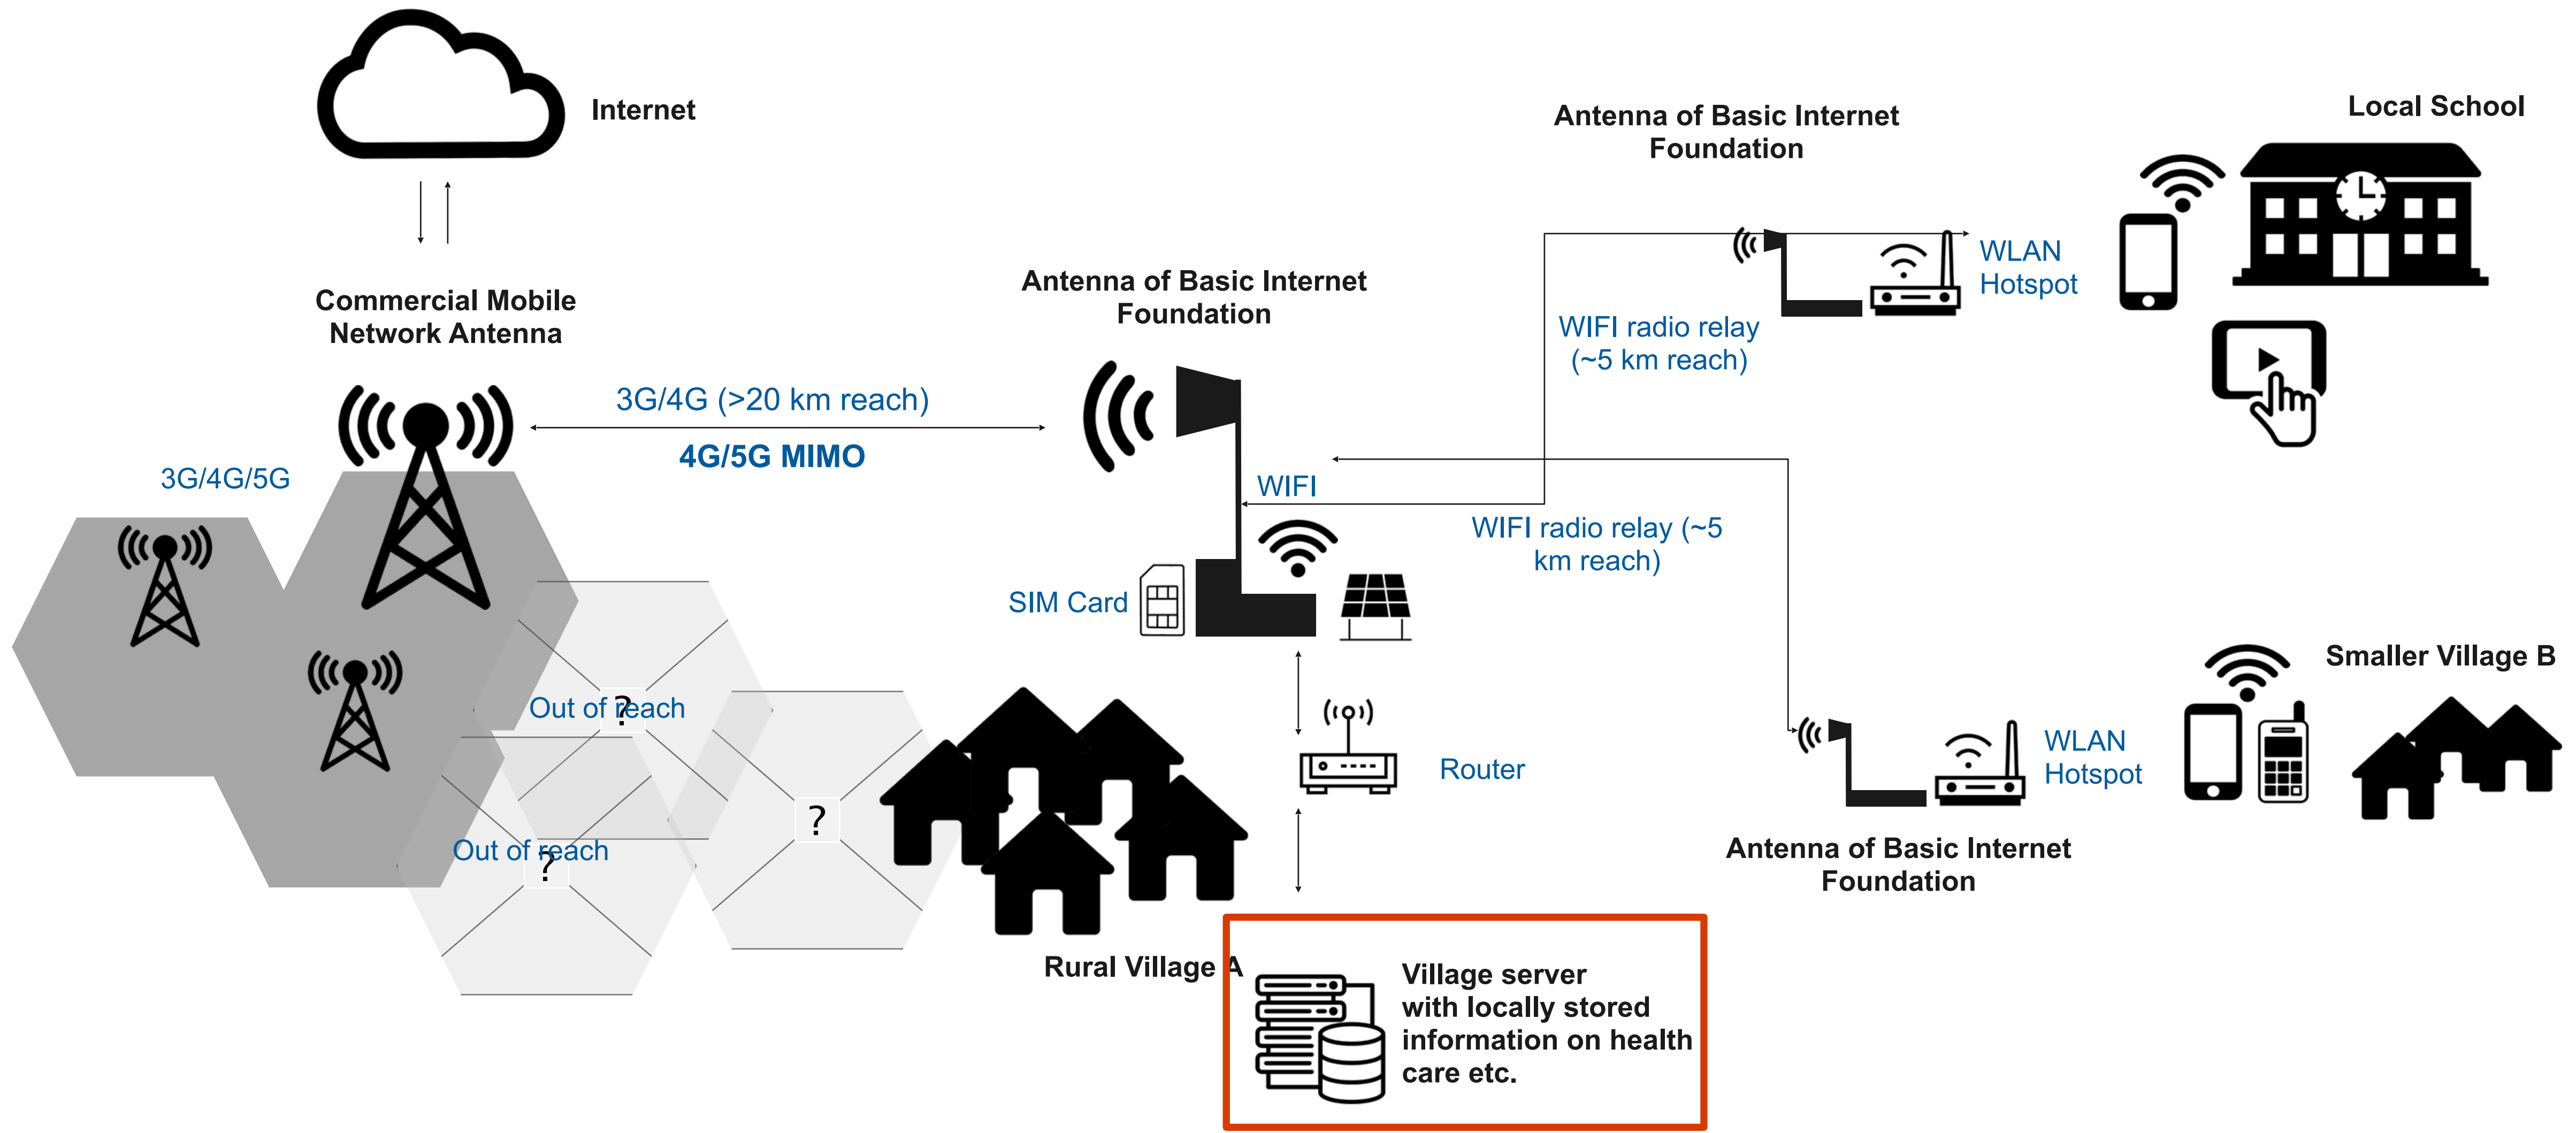 Internet
Commercial Mobile
Network Antenna
3G/4G/5G
3G/4G (>20 km reach)
4G/5G MIMO
Out of reach
?
Out of reach
?
?
Antenna of Basic Internet
Foundation
WIFI
SIM Card
Router
Rural Village A
Village server
with locally stored
information on health
care etc.
WIFI radio relay
(~5 km reach)
WIFI radio relay (~5
km reach)
Antenna of Basic Internet
Foundation
WLAN
Hotspot
Local School
Smaller Village B
WLAN
Hotspot
Antenna of Basic Internet
Foundation